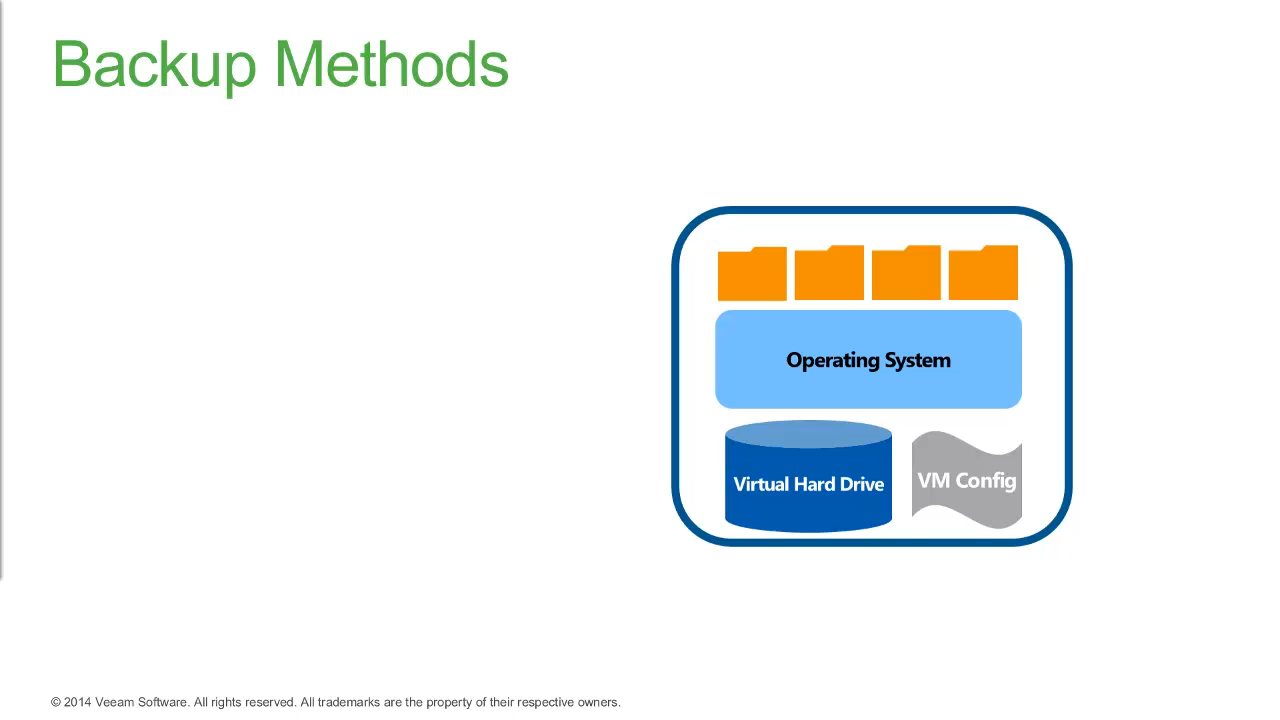 Backup Methods
Operating System
Virtual Hard Drive
VM Config
© 2014 Veeam Software. All rights reserved. All trademarks are the property of their respective owners.